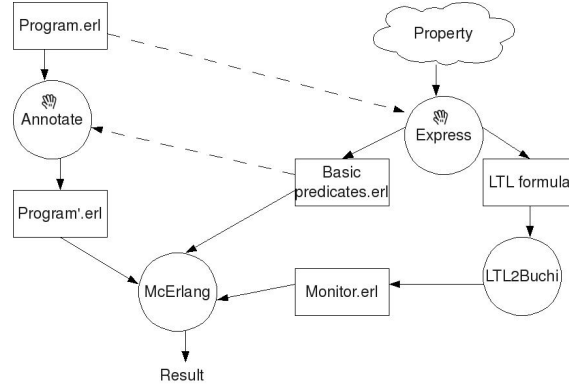 Program.erl
Property
Annotate
Express
Basic
predicates.erl
LTL formula
Program'.erl
McErlang
Monitor.erl
LTL2Buchi
Result